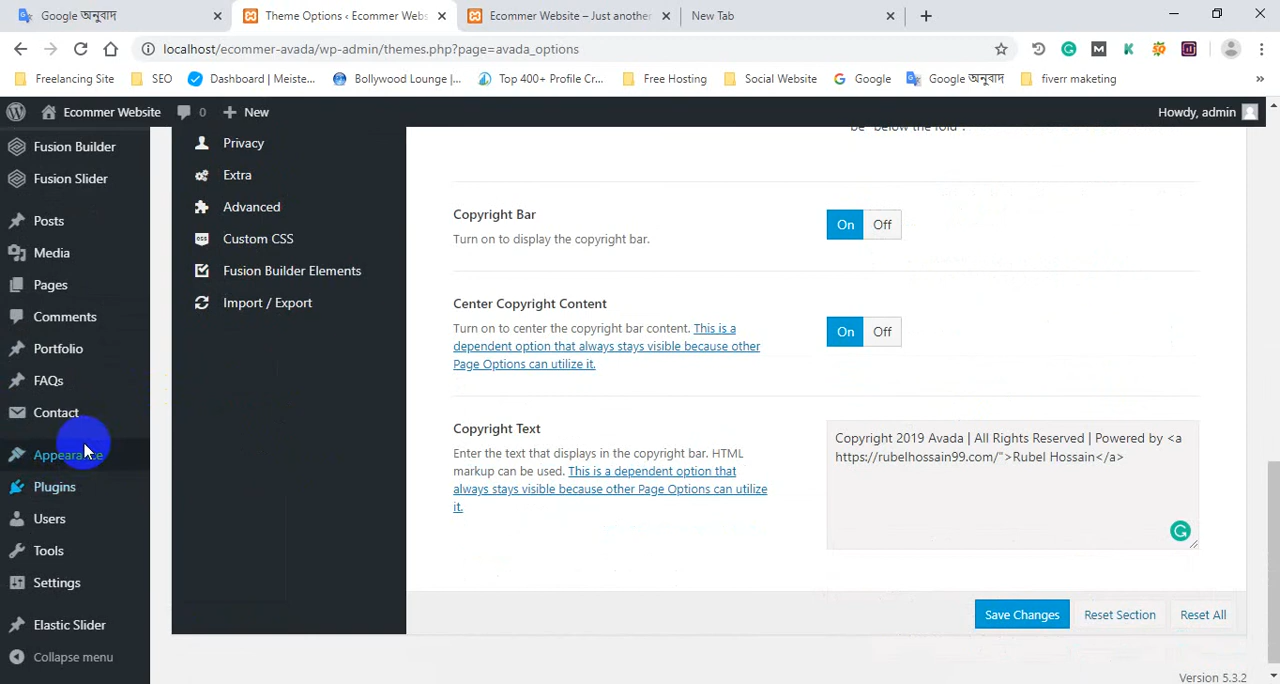 Google অনুবাদ
Theme Options ‹ Ecommer Webs
Ecommer Website – Just another
New Tab
localhost/ecommer-avada/wp-admin/themes.php?page=avada_options
Freelancing Site
SEO
Dashboard | Meiste...
Bollywood Lounge |...
Top 400+ Profile Cr...
Free Hosting
Social Website
Google
Google অনুবাদ
fiverr maketing
»
Ecommer Website
0
New
Howdy, admin
Fusion Builder
Fusion Slider
Posts
Media
Pages
Comments
Portfolio
FAQs
Contact
Appearance
Plugins
Users
Tools
Settings
Elastic Slider
Collapse menu
Privacy
Extra
Advanced
Custom CSS
Fusion Builder Elements
Import / Export
be "below the fold".
Copyright Bar
Turn on to display the copyright bar.
On Off
Center Copyright Content
Turn on to center the copyright bar content. This is a
dependent option that always stays visible because other
Page Options can utilize it.
On Off
Copyright Text
Enter the text that displays in the copyright bar. HTML
markup can be used. This is a dependent option that
always stays visible because other Page Options can utilize
it.
Copyright 2019 Avada | All Rights Reserved | Powered by <a
https://rubelhossain99.com/">Rubel Hossain</a>
Save Changes
Reset Section
Reset All
Version 5.3.2